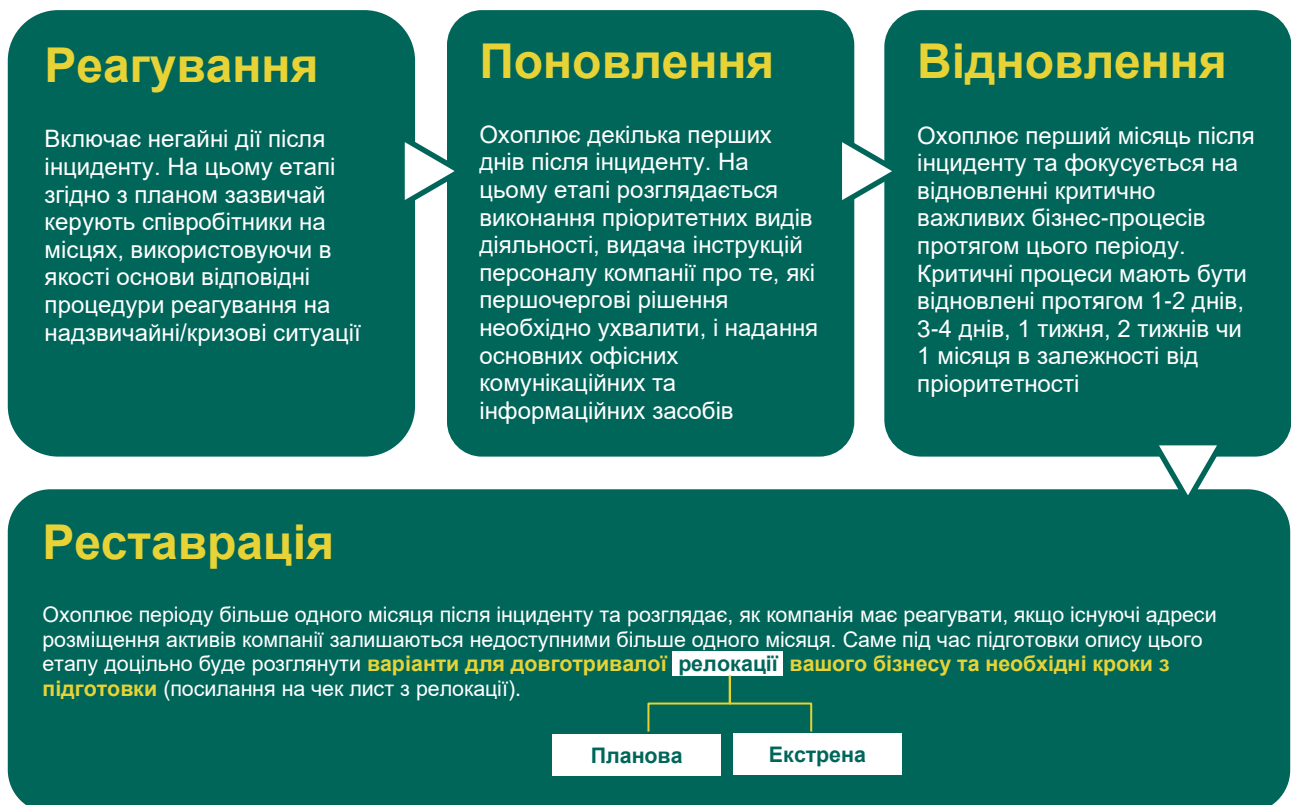 Реагування
Включає негайні дії після
інциденту. На цьому етапі
згідно з планом зазвичай
керують співробітники на
місцях, використовуючи в
якості основи відповідні
процедури реагування на
надзвичайні/кризові ситуації
Поновлення
Охоплює декілька перших
днів після інциденту. На
цьому етапі розглядається
виконання пріоритетних видів
діяльності, видача інструкцій
персоналу компанії про те, які
першочергові рішення
необхідно ухвалити, і надання
основних офісних
комунікаційних та
інформаційних засобів
Відновлення
Охоплює перший місяць після
інциденту та фокусується на
відновленні критично
важливих бізнес-процесів
протягом цього періоду.
Критичні процеси мають бути
відновлені протягом 1-2 днів,
3-4 днів, 1 тижня, 2 тижнів чи
1 місяця в залежності від
пріоритетності
Реставрація
Охоплює періоду більше одного місяця після інциденту та розглядає, як компанія має реагувати, якщо існуючі адреси
розміщення активів компанії залишаються недоступними більше одного місяця. Саме під час підготовки опису цього
етапу доцільно буде розглянути варіанти для довготривалої релокації вашого бізнесу та необхідні кроки з
підготовки (посилання на чек лист з релокації).
Планова
Екстрена